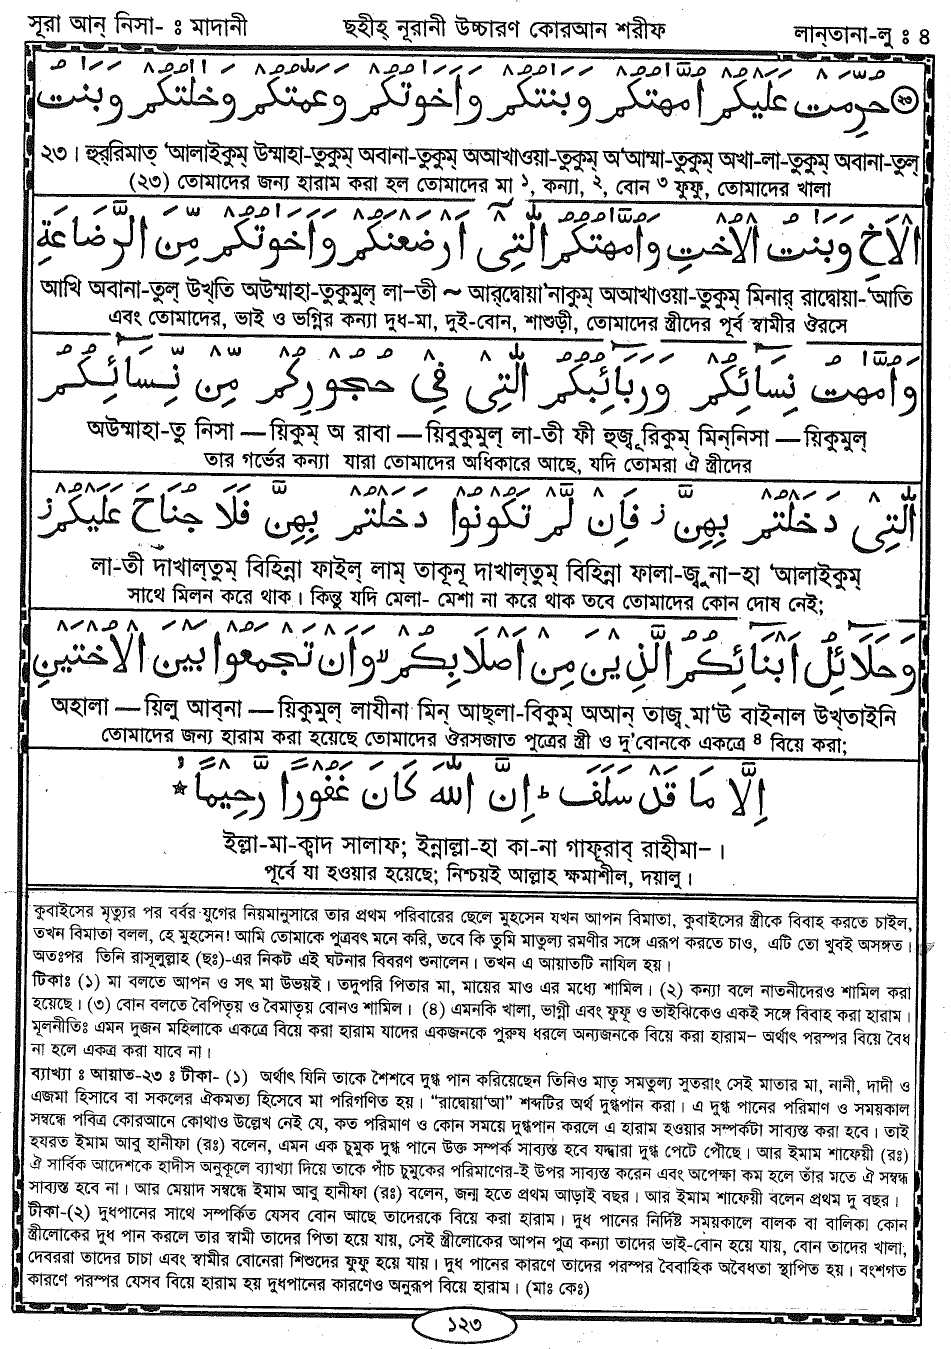 সূরা আন্ নিসা- ঃ মাদানী
ছহীহ্ নূরানী উচ্চারণ কোরআন শরীফ
লান্তানা-লু ঃ ৪
২৩ حُرِّمَتْ عَلَيْكُمْ أُمَّهٰتُكُمْ وَبَنٰتُكُمْ وَأَخَوٰتُكُمْ وَعَمّٰتُكُمْ وَخٰلٰتُكُمْ وَبَنٰتُ
২৩। হুর্‌রিমাত্ ‘আলাইকুম্ উম্মাহা-তুকুম্ অবানা-তুকুম্ অআখাওয়া-তুকুম্ অ‘আম্মা-তুকুম্ অখা-লা-তুকুম্ অবানা-তুল্
(২৩) তোমাদের জন্য হারাম করা হল তোমাদের মা ১, কন্যা, ২, বোন ৩ ফুফু, তোমাদের খালা
الْاَخِ وَبَنٰتُ الْاُخْتِ وَاُمَّهٰتُكُمُ الّٰتِيْ اَرْضَعْنَكُمْ وَاَخَوٰتُكُمْ مِّنَ الرَّضَاعَةِ
আখি অবানা-তুল্ উখ্‌তি অউম্মাহা-তুকুমুল্ লা-তী ~ আর্‌দ্বোয়া’নাকুম্ অআখাওয়া-তুকুম্ মিনার্ রাদ্বোয়া-‘আতি
এবং তোমাদের, ভাই ও ভগ্নির কন্যা দুধ-মা, দুই-বোন, শাশুড়ী, তোমাদের স্ত্রীদের পূর্ব স্বামীর ঔরসে
وَاُمَّهٰتُ نِسَآئِكُمْ وَرَبَآئِبُكُمُ الّٰتِيْ فِيْ حُجُوْرِكُمْ مِّنْ نِّسَآئِكُمُ
অউম্মাহা-তু নিসা — য়িকুম্ অ রাবা — য়িবুকুমুল্ লা-তী ফী হুজূরিকুম্ মিন্‌নিসা — য়িকুমুল্
তার গর্ভের কন্যা যারা তোমাদের অধিকারে আছে, যদি তোমরা ঐ স্ত্রীদের
الّٰتِيْ دَخَلْتُمْ بِهِنَّ ز فَاِنْ لَّمْ تَكُوْنُوْا دَخَلْتُمْ بِهِنَّ فَلَا جُنَاحَ عَلَيْكُمْ ز
লা-তী দাখাল্‌তুম্ বিহিন্না ফাইল্ লাম্ তাকূনূ দাখাল্‌তুম্ বিহিন্না ফালা-জুনা-হা ‘আলাইকুম্
সাথে মিলন করে থাক। কিন্তু যদি মেলা- মেশা না করে থাক তবে তোমাদের কোন দোষ নেই;
وَحَلَآئِلُ اَبْنَآئِكُمُ الَّذِيْنَ مِنْ اَصْلَابِكُمْ لا وَاَنْ تَجْمَعُوْا بَيْنَ الْاُخْتَيْنِ
অহালা — য়িলু আব্‌না — য়িকুমুল্ লাযীনা মিন্ আছ্‌লা-বিকুম্ অআন্ তাজ্‌মা‘উ বাইনাল উখ্‌তাইনি
তোমাদের জন্য হারাম করা হয়েছে তোমাদের ঔরসজাত পুত্রের স্ত্রী ও দু’বোনকে একত্রে ৪ বিয়ে করা;
اِلَّا مَا قَدْ سَلَفَ ط اِنَّ اللّٰهَ كَانَ غَفُوْرًا رَّحِيْمًا
ইল্লা-মা-ক্বাদ সালাফ; ইন্নাল্লা-হা কা-না গাফূরাব্ রাহীমা-।
পূর্বে যা হওয়ার হয়েছে; নিশ্চয়ই আল্লাহ ক্ষমাশীল, দয়ালু।
কুবাইসের মৃত্যুর পর বর্বর যুগের নিয়মানুসারে তার প্রথম পরিবারের ছেলে মুহসেন যখন আপন বিমাতা, কুবাইসের স্ত্রীকে বিবাহ করতে চাইল,
তখন বিমাতা বলল, হে মুহসেন! আমি তোমাকে পুত্রবৎ মনে করি, তবে কি তুমি মাতুল্য রমণীর সঙ্গে এরূপ করতে চাও, এটি তো খুবই অসঙ্গত।
অতঃপর তিনি রাসূলুল্লাহ (ছঃ)-এর নিকট এই ঘটনার বিবরণ শুনালেন। তখন এ আয়াতটি নাযিল হয়।
টিকাঃ (১) মা বলতে আপন ও সৎ মা উভয়ই। তদুপরি পিতার মা, মায়ের মাও এর মধ্যে শামিল। (২) কন্যা বলে নাতনীদেরও শামিল করা
হয়েছে। (৩) বোন বলতে বৈপিতৃয় ও বৈমাতৃয় বোনও শামিল। (৪) এমনকি খালা, ভাগ্নী এবং ফুফূ ও ভাইঝিকেও একই সঙ্গে বিবাহ করা হারাম।
মূলনীতিঃ এমন দুজন মহিলাকে একত্রে বিয়ে করা হারাম যাদের একজনকে পুরুষ ধরলে অন্যজনকে বিয়ে করা হারাম- অর্থাৎ পরস্পর বিয়ে বৈধ
না হলে একত্র করা যাবে না।
ব্যাখ্যা ঃ আয়াত-২৩ ঃ টীকা- (১) অর্থাৎ যিনি তাকে শৈশবে দুগ্ধ পান করিয়েছেন তিনিও মাতৃ সমতুল্য সুতরাং সেই মাতার মা, নানী, দাদী ও
এজমা হিসাবে বা সকলের ঐকমত্য হিসেবে মা পরিগণিত হয়। “রাদ্বোয়া‘আ” শব্দটির অর্থ দুগ্ধপান করা। এ দুগ্ধ পানের পরিমাণ ও সময়কাল
সম্বন্ধে পবিত্র কোরআনে কোথাও উল্লেখ নেই যে, কত পরিমাণ ও কোন সময়ে দুগ্ধপান করলে এ হারাম হওয়ার সম্পর্কটা সাব্যস্ত করা হবে। তাই
হযরত ইমাম আবু হানীফা (রঃ) বলেন, এমন এক চুমুক দুগ্ধ পানে উক্ত সম্পর্ক সাব্যস্ত হবে যদ্দ্বারা দুগ্ধ পেটে পৌছে। আর ইমাম শাফেয়ী (রঃ)
ঐ সার্বিক আদেশকে হাদীস অনুকূলে ব্যাখ্যা দিয়ে তাকে পাঁচ চুমুকের পরিমাণের-ই উপর সাব্যস্ত করেন এবং অপেক্ষা কম হলে তাঁর মতে ঐ সম্বন্ধ
সাব্যস্ত হবে না। আর মেয়াদ সম্বন্ধে ইমাম আবু হানীফা (রঃ) বলেন, জন্ম হতে প্রথম আড়াই বছর। আর ইমাম শাফেয়ী বলেন প্রথম দু বছর।
টীকা-(২) দুধপানের সাথে সম্পর্কিত যেসব বোন আছে তাদেরকে বিয়ে করা হারাম। দুধ পানের নির্দিষ্ট সময়কালে বালক বা বালিকা কোন
স্ত্রীলোকের দুধ পান করলে তার স্বামী তাদের পিতা হয়ে যায়, সেই স্ত্রীলোকের আপন পুত্র কন্যা তাদের ভাই-বোন হয়ে যায়, বোন তাদের খালা,
দেবররা তাদের চাচা এবং স্বামীর বোনেরা শিশুদের ফুফু হয়ে যায়। দুধ পানের কারণে তাদের পরস্পর বৈবাহিক অবৈধতা স্থাপিত হয়। বংশগত
কারণে পরস্পর যেসব বিয়ে হারাম হয় দুধপানের কারণেও অনুরূপ বিয়ে হারাম। (মাঃ কেঃ)
১২৩